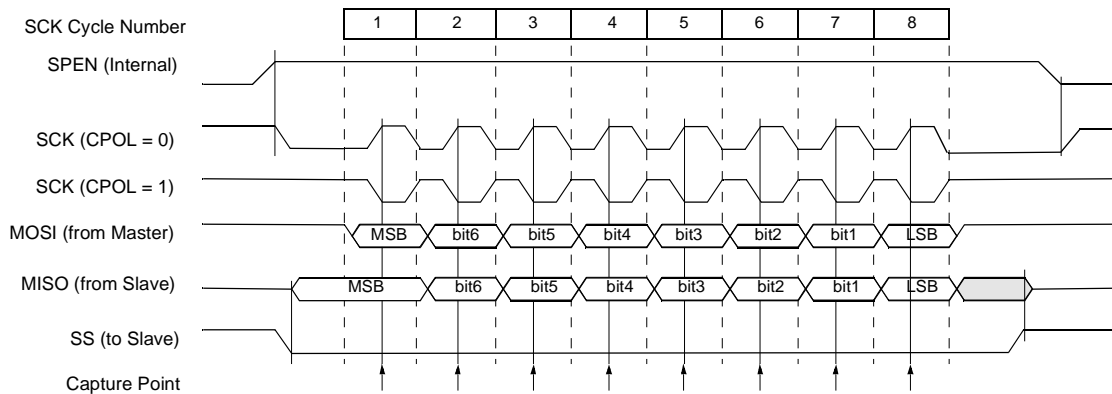 SCK Cycle Number 1 2 3 4 5 6 7 8
SPEN (Internal)
SCK (CPOL = 0)
SCK (CPOL = 1)
MOSI (from Master) MSB bit6 bit5 bit4 bit3 bit2 bit1 LSB
MISO (from Slave) MSB bit6 bit5 bit4 bit3 bit2 bit1 LSB
SS (to Slave)
Capture Point